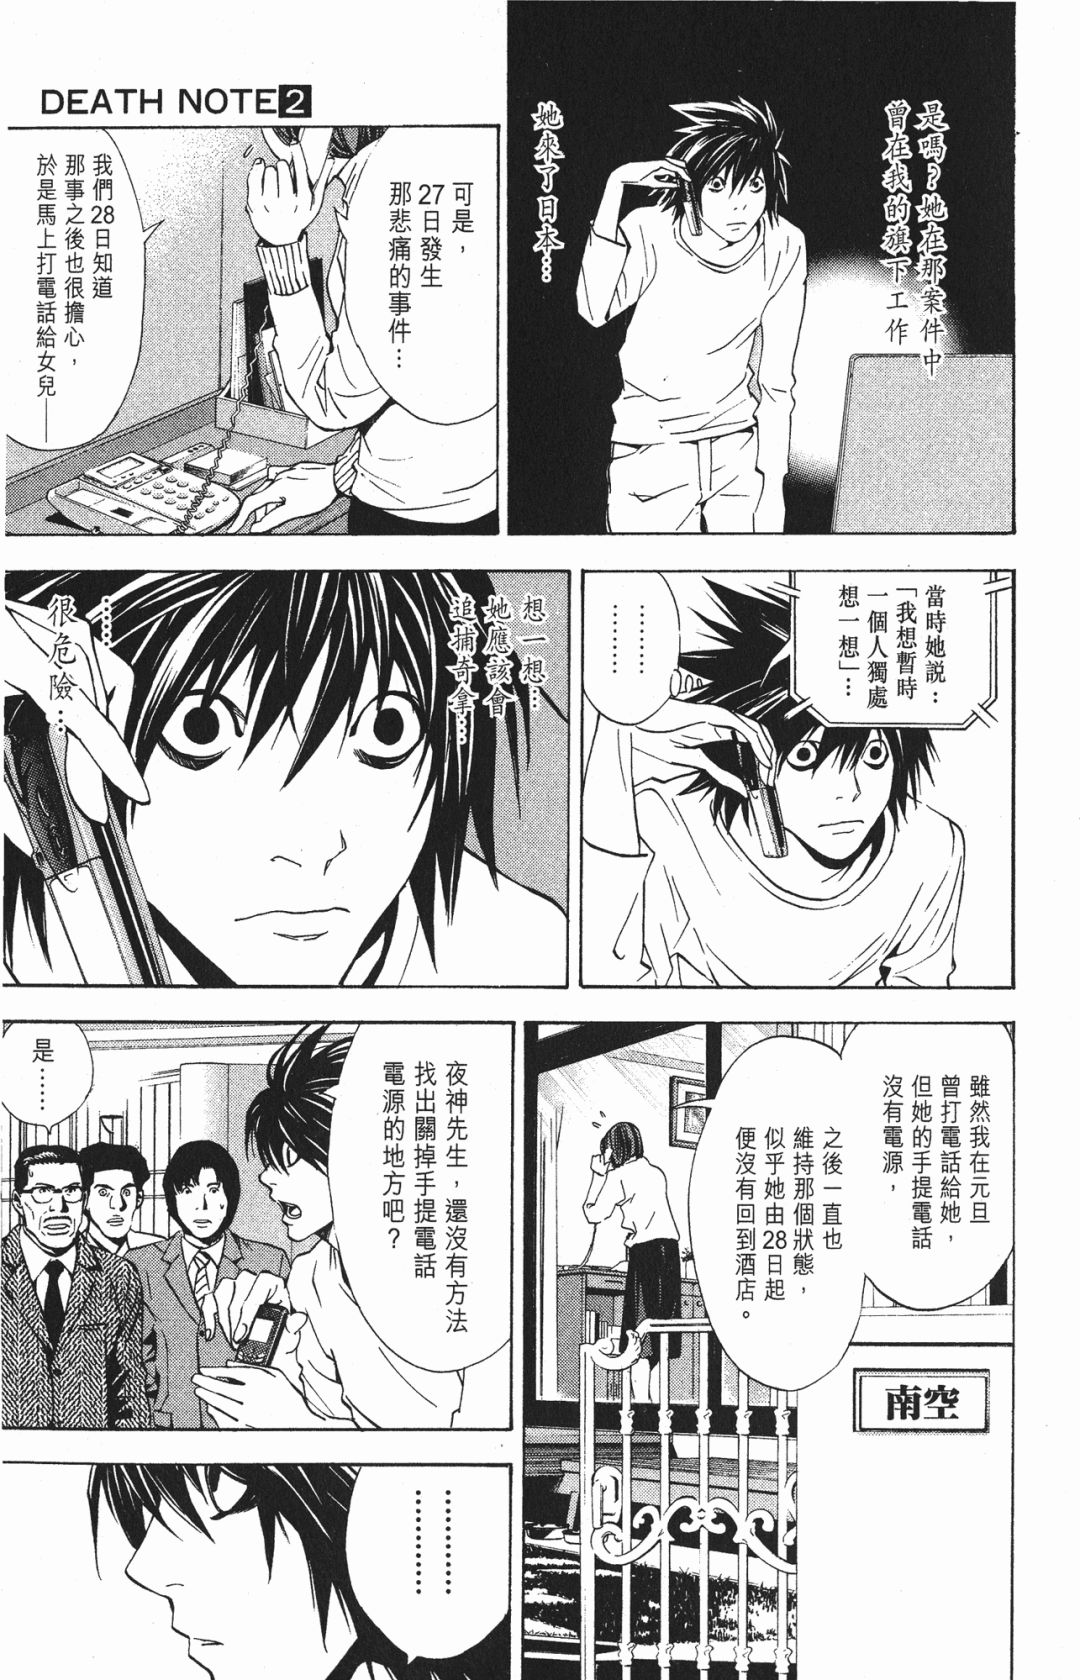 DEATH NOTE 2
是嗎？她在那案件中
曾在我的旗下工作
她來了日本…
可是，
27日發生
那悲痛的事件…
我們28日知道
那事之後也很擔心，
於是馬上打電話給女兒——
當時她說：
「我想暫時
一個人獨處
想一想」…
………
想一想…
她應該會
追捕奇拿…
………
很危險…
雖然我在元旦
曾打電話給她，
但她的手提電話
沒有電源，
之後一直也
維持那個狀態，
似乎她由28日起
便沒有回到酒店。
南空
夜神先生，還沒有方法
找出關掉手提電話
電源的地方吧？
是……
………
………